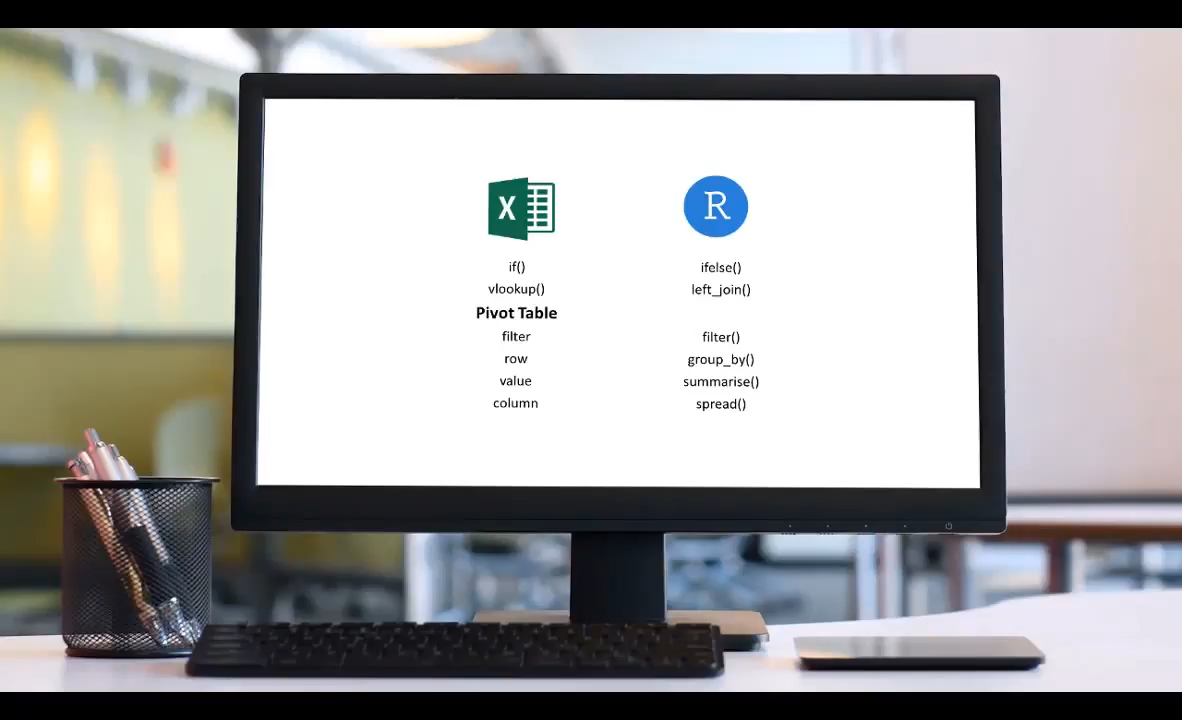 X R
if() ifelse()
vlookup() left_join()
Pivot Table
filter filter()
row group_by()
value summarise()
column spread()